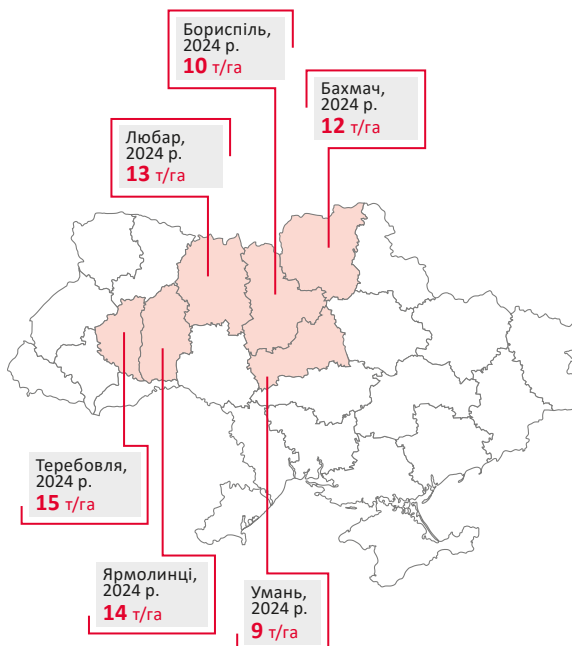 Бориспіль,
2024 р.
10 т/га
Бахмач,
2024 р.
12 т/га
Любар,
2024 р.
13 т/га
Теребовля,
2024 р.
15 т/га
Ярмолинці,
2024 р.
14 т/га
Умань,
2024 р.
9 т/га